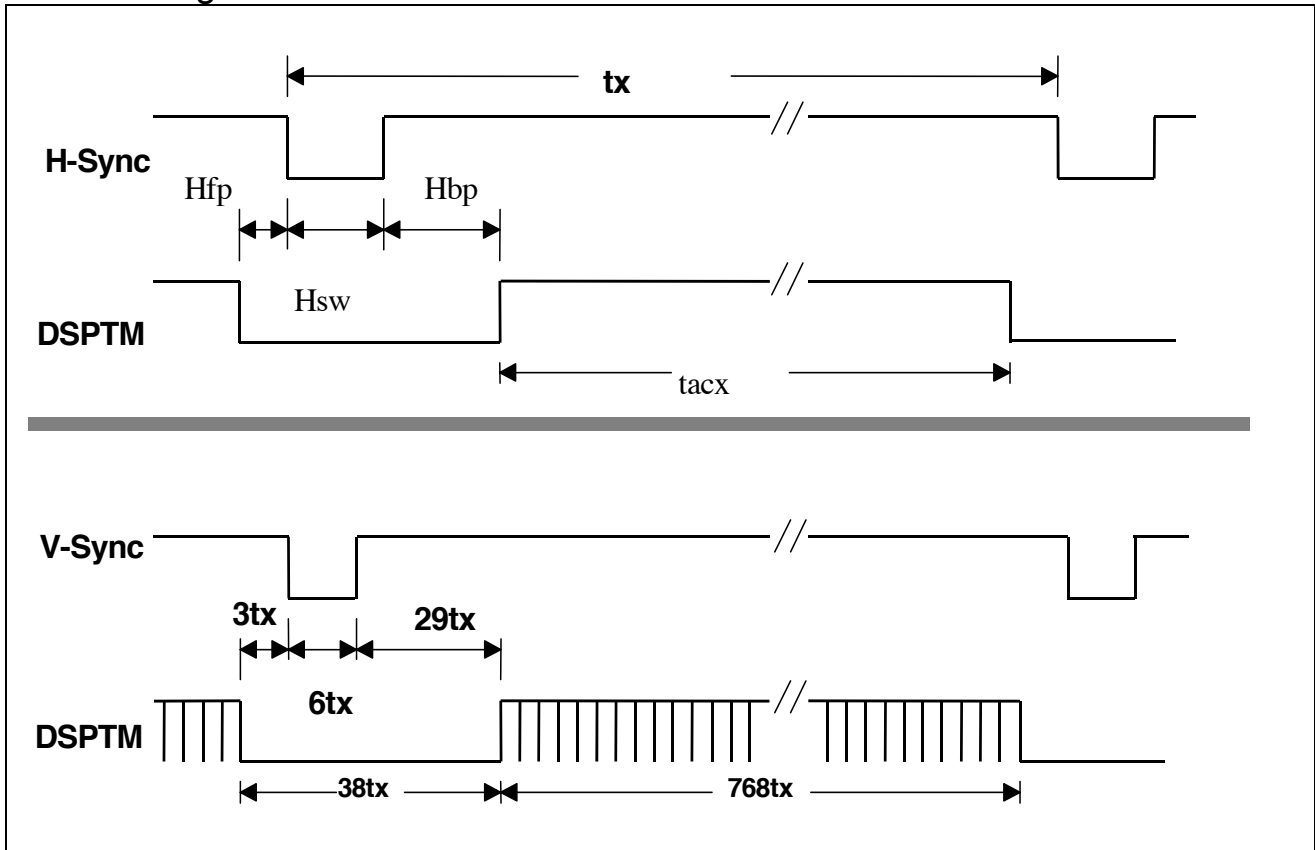 tx
H-Sync
Hfp
Hbp
Hsw
DSPTM
tacx
V-Sync
3tx
29tx
6tx
DSPTM
38tx
768tx